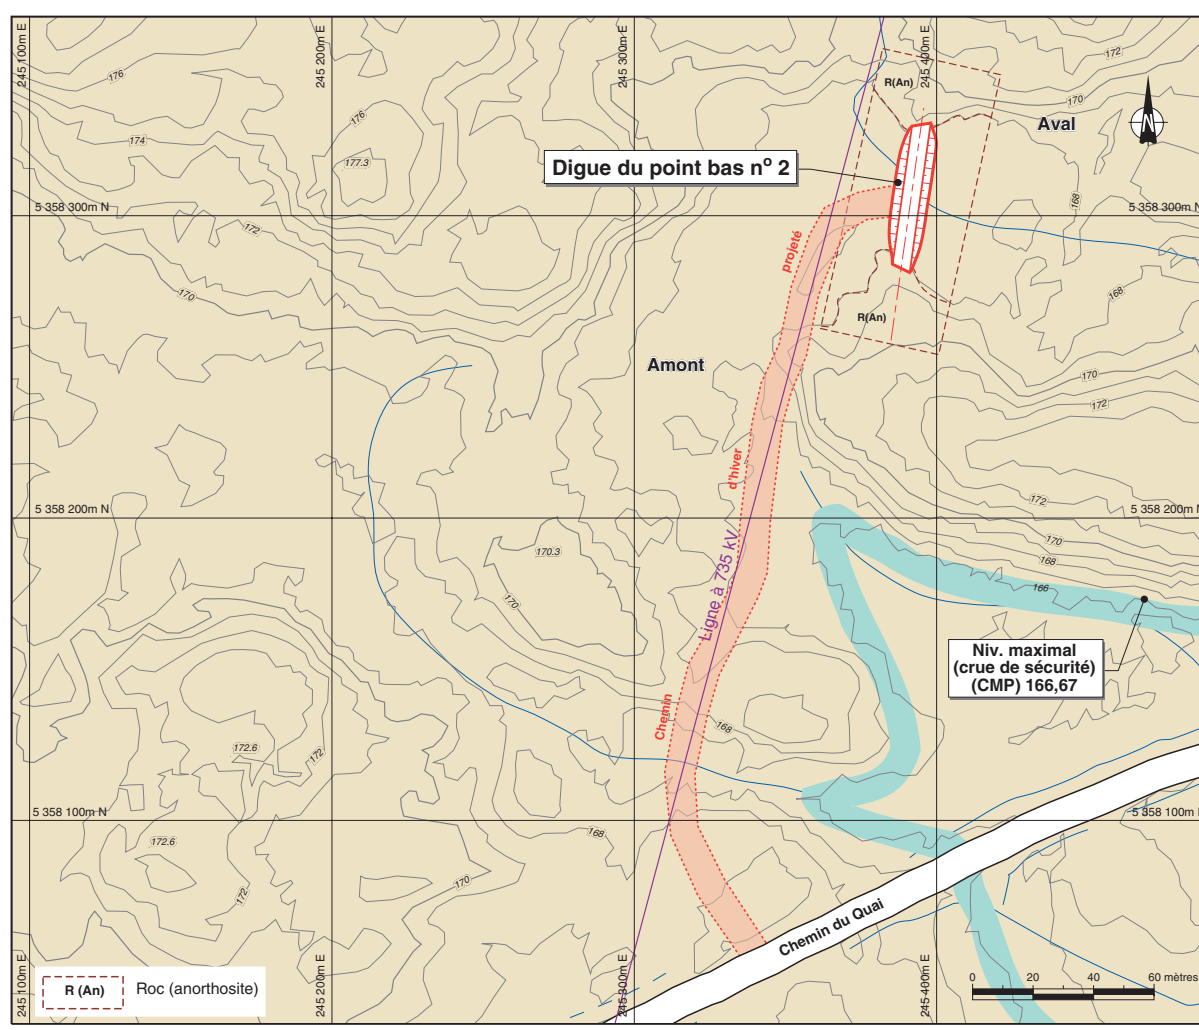 245 100m E
245 200m E
245 300m E
245 400m E
176
174
176
177.3
172
170
R(An)
172
170
Aval
N
Digue du point bas nº 2
5 358 300m N
5 358 300m N
168
168
projeté
R(An)
Amont
170
172
d'hiver
172
5 358 200m N
5 358 200m N
170
168
166
170.3
170
Ligne à 735 kV
Niv. maximal
(crue de sécurité)
(CMP) 166,67
Chemin
168
172.6
172
5 358 100m N
5 358 100m N
168
172.6
172
170
Chemin du Quai
R (An)
Roc (anorthosite)
245 100m E
245 200m E
245 300m E
245 400m E
0 20 40 60 mètres